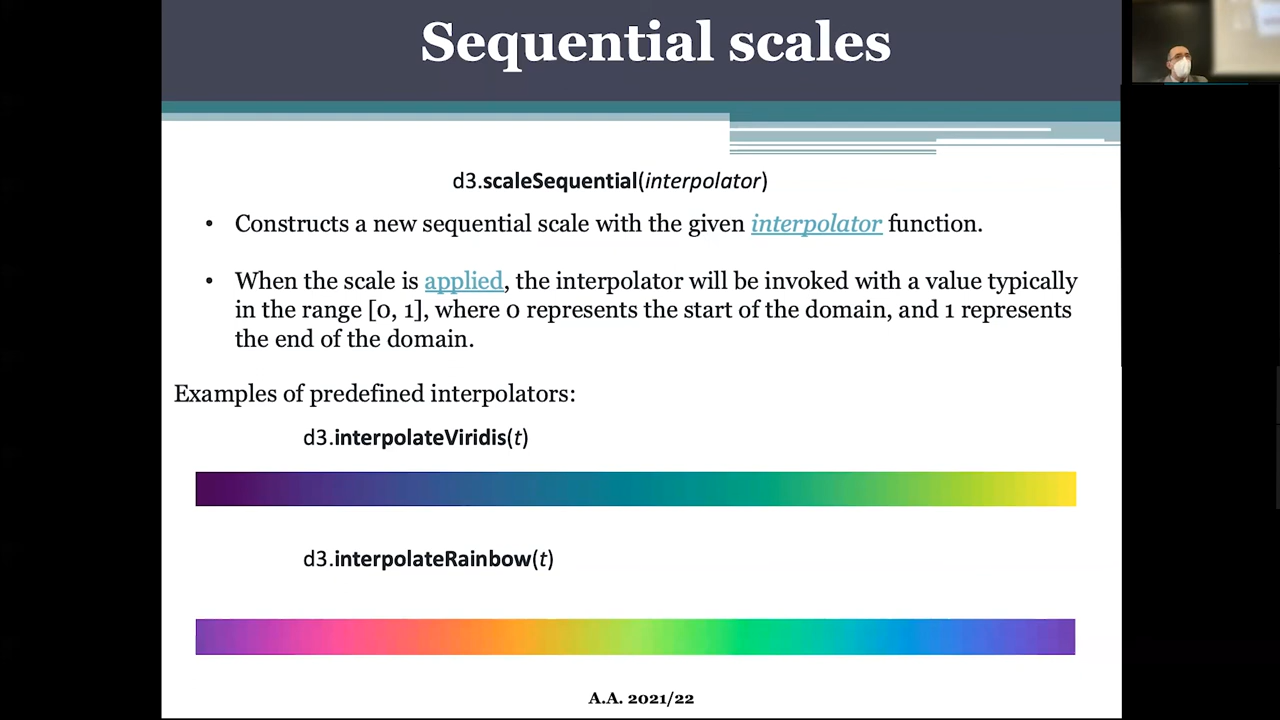 Sequential scales
d3.scaleSequential(interpolator)
• Constructs a new sequential scale with the given interpolator function.
• When the scale is applied, the interpolator will be invoked with a value typically
in the range [0, 1], where 0 represents the start of the domain, and 1 represents
the end of the domain.
Examples of predefined interpolators:
d3.interpolateViridis(t)
d3.interpolateRainbow(t)
A.A. 2021/22